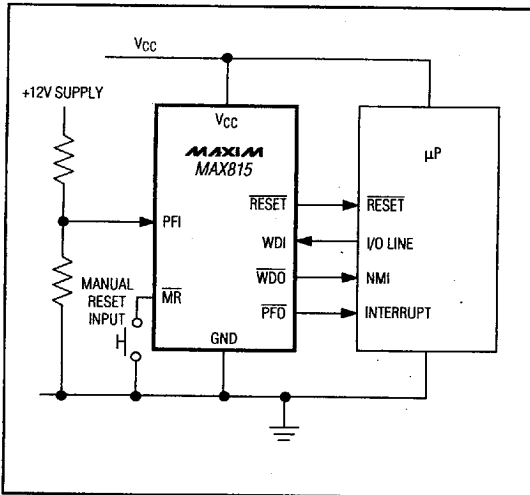 VCC
+12V SUPPLY
VCC
MAXIM
MAX815
µP
RESET
RESET
PFI
WDI
I/O LINE
MANUAL
RESET
INPUT
MR
WDO
NMI
PFO
INTERRUPT
GND